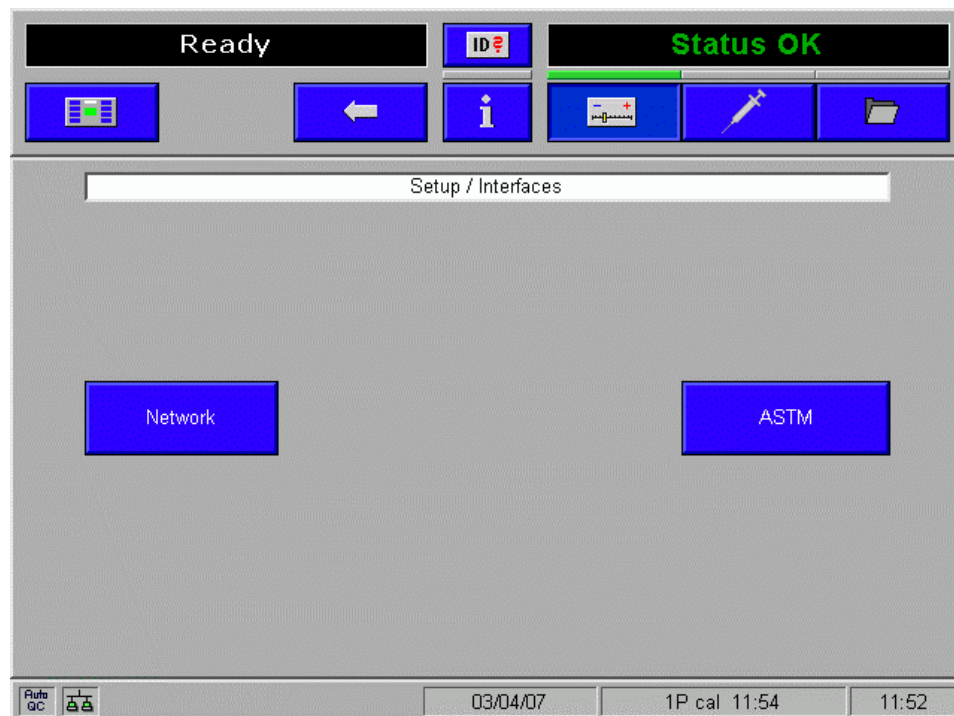 Ready
ID?
Status OK
i
- +
Setup / Interfaces
Network
ASTM
Auto QC
03/04/07
1P cal 11:54
11:52